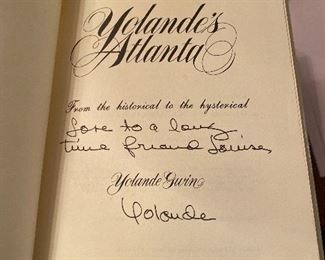 Yolande's
Atlanta
From the historical to the hysterical
Love to a long
time friend Louise,
Yolande Gwin
Yolande